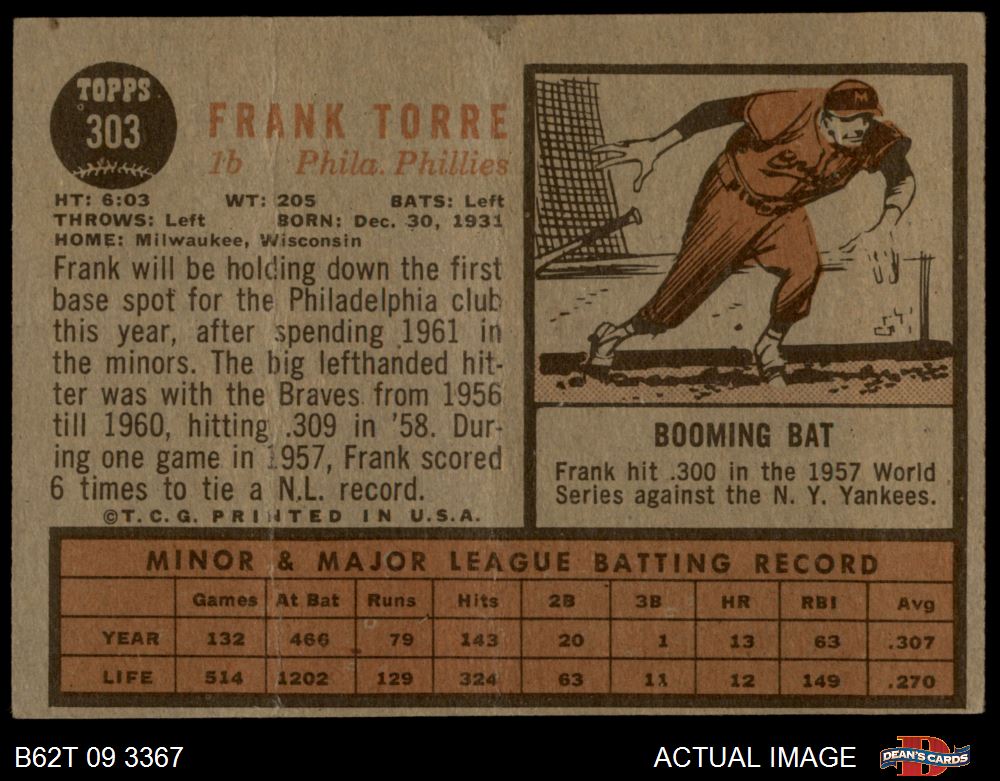 TOPPS
303
FRANK TORRE
1b Phila. Phillies
HT: 6:03 WT: 205 BATS: Left
THROWS: Left BORN: Dec. 30, 1931
HOME: Milwaukee, Wisconsin
Frank will be holding down the first
base spot for the Philadelphia club
this year, after spending 1961 in
the minors. The big lefthanded hit-
ter was with the Braves from 1956
till 1960, hitting .309 in '58. Dur-
ing one game in 1957, Frank scored
6 times to tie a N.L. record.
©T.C.G. PRINTED IN U.S.A.
M
BOOMING BAT
Frank hit .300 in the 1957 World
Series against the N. Y. Yankees.
MINOR & MAJOR LEAGUE BATTING RECORD
Games At Bat Runs Hits 2B 3B HR RBI Avg
YEAR 132 466 79 143 20 1 13 63 .307
LIFE 514 1202 129 324 63 11 12 149 .270
B62T 09 3367
ACTUAL IMAGE
DEAN'S CARDS